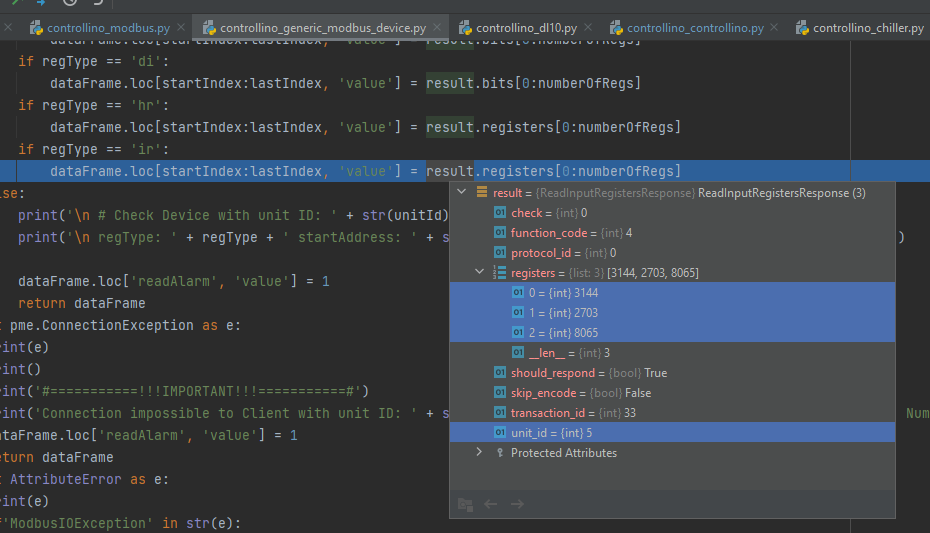 controllino_modbus.py
controllino_generic_modbus_device.py
controllino_dl10.py
controllino_controllino.py
controllino_chiller.py
dataFrame.loc[startIndex:lastIndex, 'value'] = result.bits[0:numberOfRegs]
if regType == 'di':
dataFrame.loc[startIndex:lastIndex, 'value'] = result.bits[0:numberOfRegs]
if regType == 'hr':
dataFrame.loc[startIndex:lastIndex, 'value'] = result.registers[0:numberOfRegs]
if regType == 'ir':
dataFrame.loc[startIndex:lastIndex, 'value'] = result.registers[0:numberOfRegs]
lse:
print('\n # Check Device with unit ID: ' + str(unitId)
print('\n regType: ' + regType + ' startAddress: ' + s
)
dataFrame.loc['readAlarm', 'value'] = 1
return dataFrame
t pme.ConnectionException as e:
rint(e)
rint()
rint('#===========!!!IMPORTANT!!!===========#')
rint('Connection impossible to Client with unit ID: ' + s
Num
ataFrame.loc['readAlarm', 'value'] = 1
eturn dataFrame
t AttributeError as e:
rint(e)
f 'ModbusIOException' in str(e):
result = {ReadInputRegistersResponse} ReadInputRegistersResponse (3)
check = {int} 0
function_code = {int} 4
protocol_id = {int} 0
registers = {list: 3} [3144, 2703, 8065]
0 = {int} 3144
1 = {int} 2703
2 = {int} 8065
__len__ = {int} 3
should_respond = {bool} True
skip_encode = {bool} False
transaction_id = {int} 33
unit_id = {int} 5
Protected Attributes